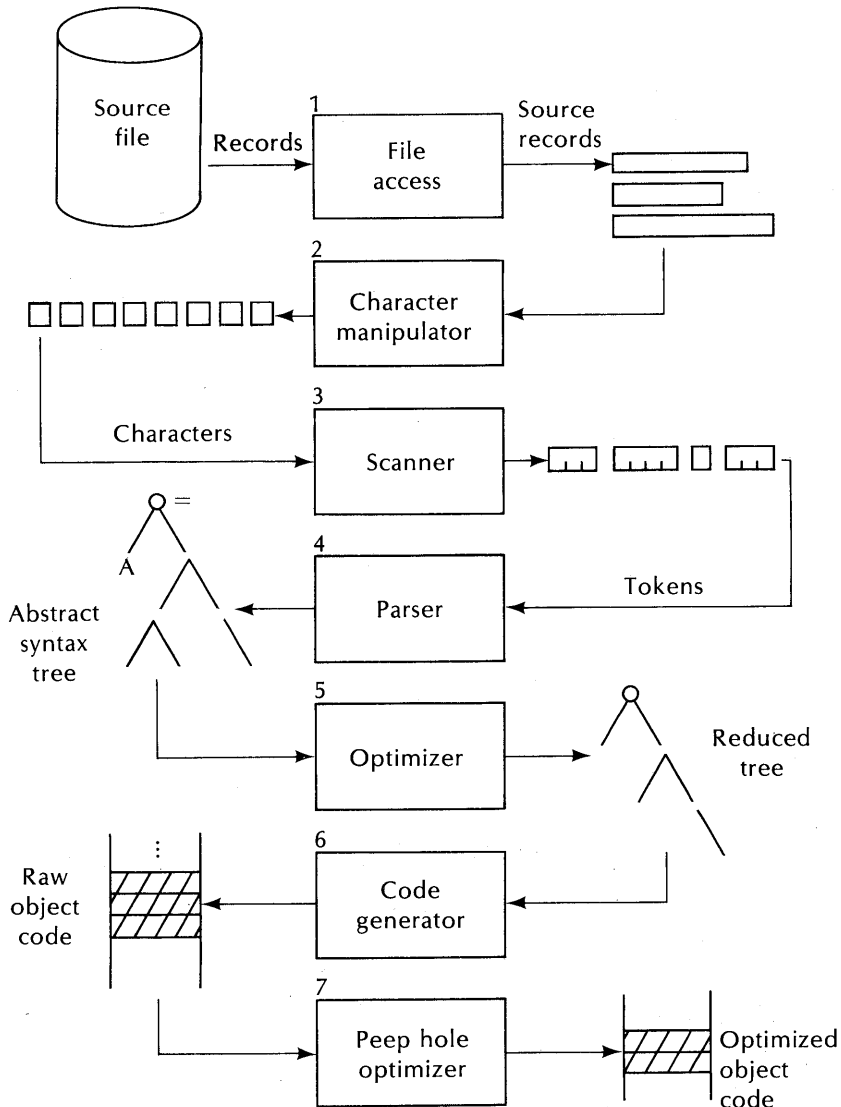 Source
file
Records
1
File
access
Source
records
2
Character
manipulator
3
Characters
Scanner
=
A
4
Parser
Tokens
Abstract
syntax
tree
5
Optimizer
Reduced
tree
6
Code
generator
⋮
Raw
object
code
7
Peep hole
optimizer
Optimized
object
code